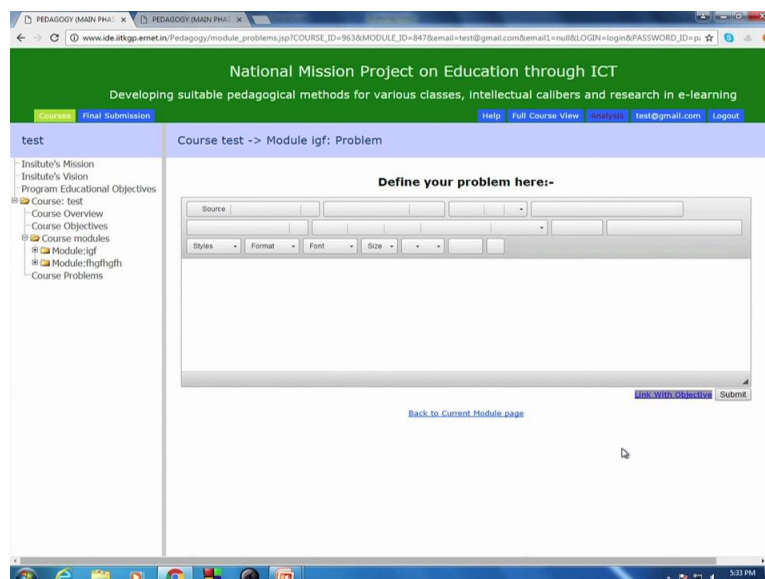 PEDAGOGY (MAIN PHA
PEDAGOGY (MAIN PHA
www.ide.iitkgp.ernet.in/Pedagogy/module_problems.jsp?COURSE_ID=963&MODULE_ID=847&email=test@gmail.com&email1=null&LOGIN=login&PASSWORD_ID=pa
National Mission Project on Education through ICT
Developing suitable pedagogical methods for various classes, intellectual calibers and research in e-learning
Courses Final Submission Help Full Course View Analysis test@gmail.com Logout
test
Course test -> Module igf: Problem
Insitute's Mission
Insitute's Vision
Program Educational Objectives
Course: test
Course Overview
Course Objectives
Course modules
Module:igf
Module:fhgfhgfh
Course Problems
Define your problem here:-
Source
Styles Format Font Size
Link With Objective Submit
Back to Current Module page
5:33 PM